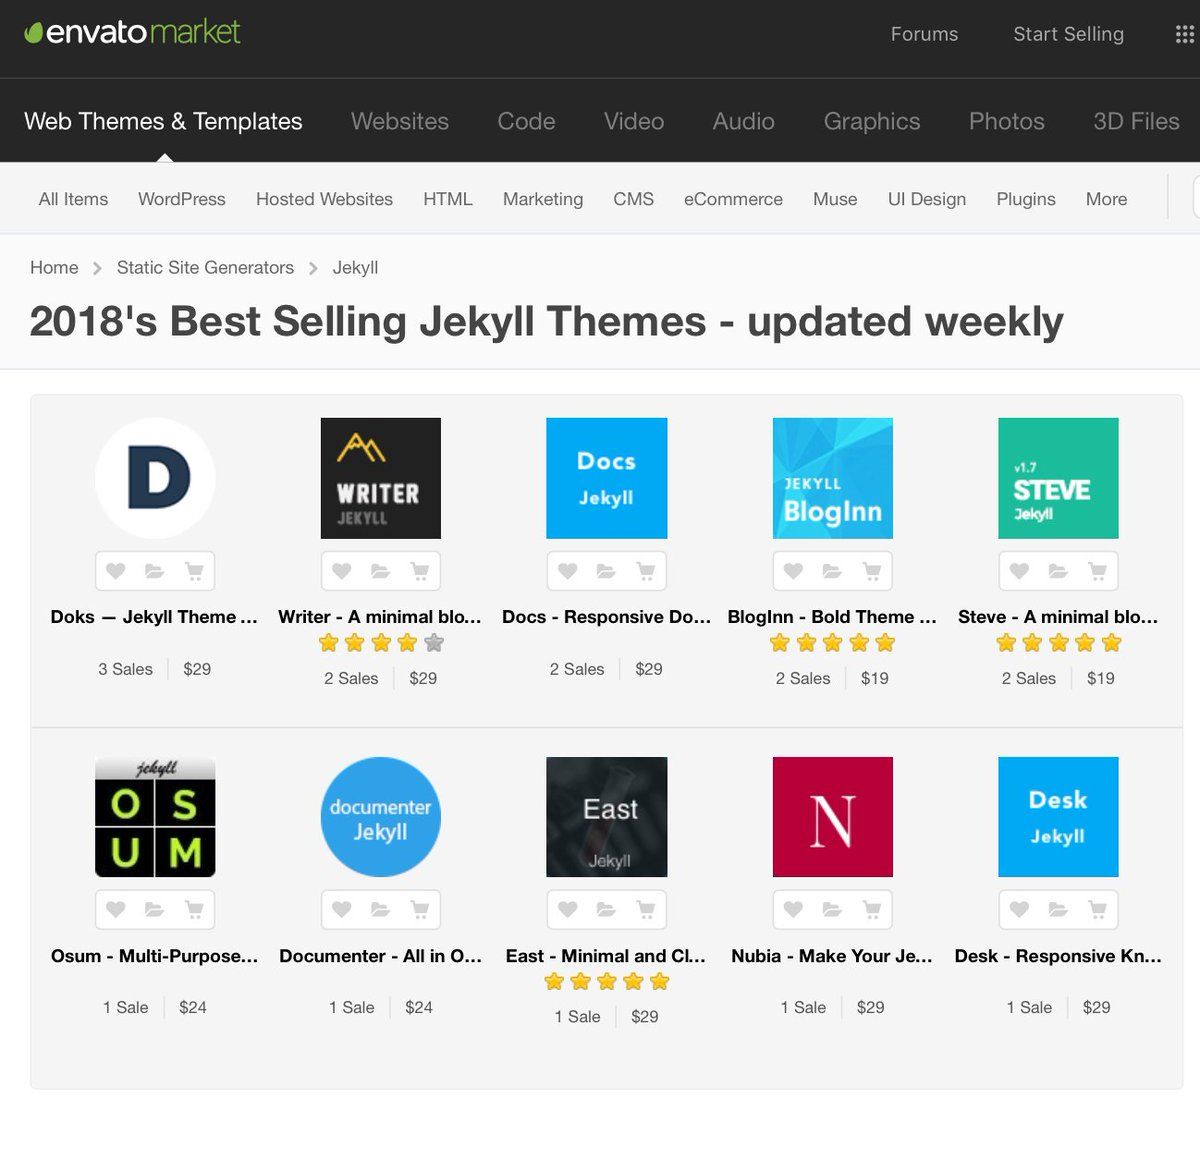 envato market
Forums Start Selling
Web Themes & Templates Websites Code Video Audio Graphics Photos 3D Files
All Items WordPress Hosted Websites HTML Marketing CMS eCommerce Muse UI Design Plugins More
Home > Static Site Generators > Jekyll
2018's Best Selling Jekyll Themes - updated weekly
D
WRITER
JEKYLL
Docs
Jekyll
JEKYLL
BlogInn
v1.7
STEVE
Jekyll
Doks — Jekyll Theme ... Writer - A minimal blo... Docs - Responsive Do... BlogInn - Bold Theme ... Steve - A minimal blo...
3 Sales $29 2 Sales $29 2 Sales $29 2 Sales $19 2 Sales $19
jekyll
O S
U M
documenter
Jekyll
East
Jekyll
N
Desk
Jekyll
Osum - Multi-Purpose... Documenter - All in O... East - Minimal and Cl... Nubia - Make Your Je... Desk - Responsive Kn...
1 Sale $24 1 Sale $24 1 Sale $29 1 Sale $29 1 Sale $29